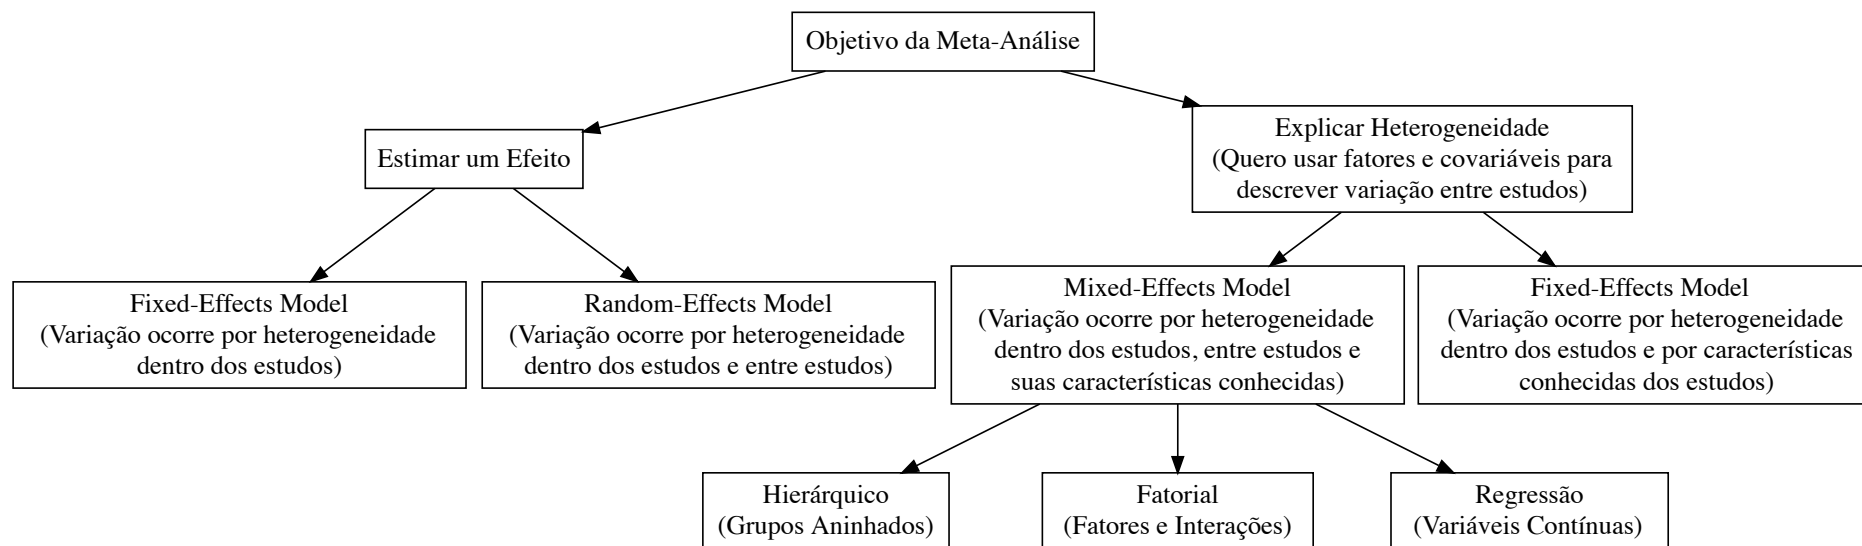 Objetivo da Meta-Análise
Estimar um Efeito
Explicar Heterogeneidade
(Quero usar fatores e covariáveis para
descrever variação entre estudos)
Fixed-Effects Model
(Variação ocorre por heterogeneidade
dentro dos estudos)
Random-Effects Model
(Variação ocorre por heterogeneidade
dentro dos estudos e entre estudos)
Mixed-Effects Model
(Variação ocorre por heterogeneidade
dentro dos estudos, entre estudos e
suas características conhecidas)
Fixed-Effects Model
(Variação ocorre por heterogeneidade
dentro dos estudos e por características
conhecidas dos estudos)
Hierárquico
(Grupos Aninhados)
Fatorial
(Fatores e Interações)
Regressão
(Variáveis Contínuas)